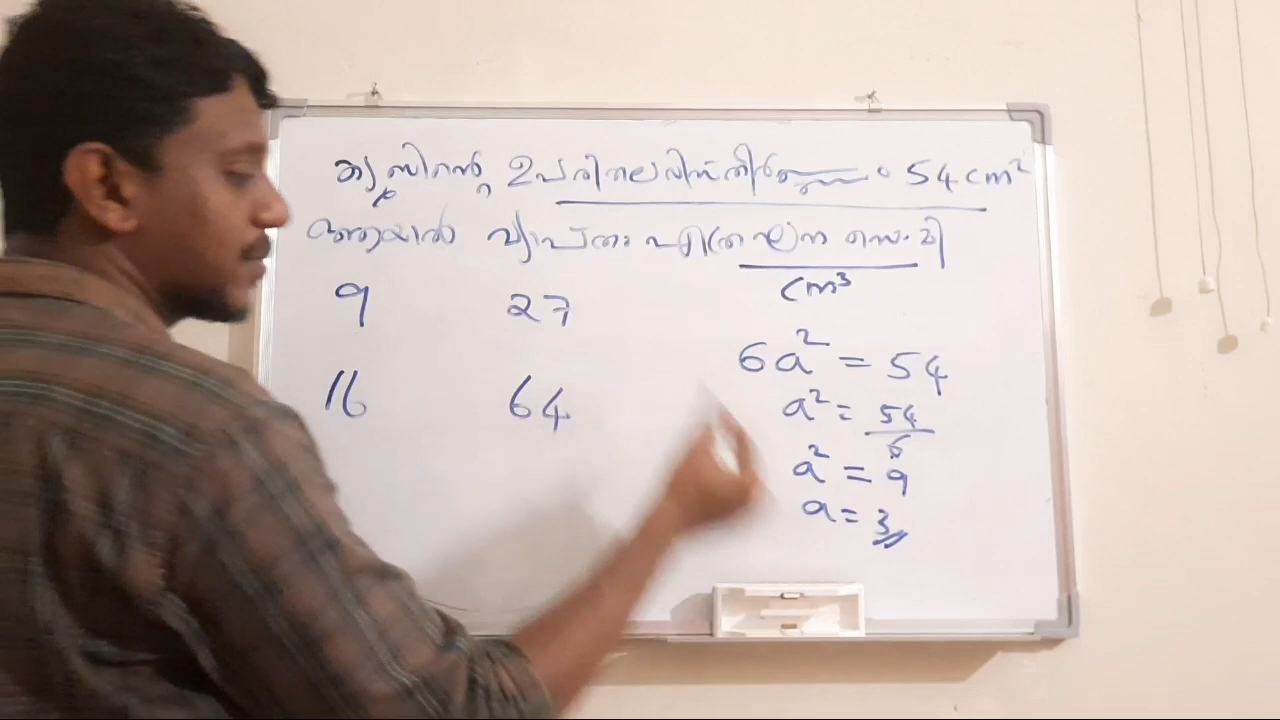 ക്യൂബിന്റെ ഉപരിതലവിസ്തീർണ്ണം 54 cm²
ആയാൽ വ്യാപ്തം എത്ര ഘന സെ.മി
cm³
9 27
16 64
6a² = 54
a² = 54/6
a² = 9
a = 3